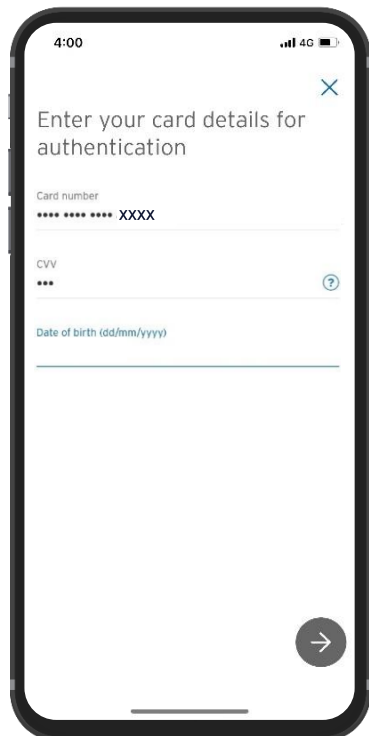 4:00
4G
Enter your card details for
authentication
Card number
•••• •••• •••• XXXX
CVV
•••
?
Date of birth (dd/mm/yyyy)